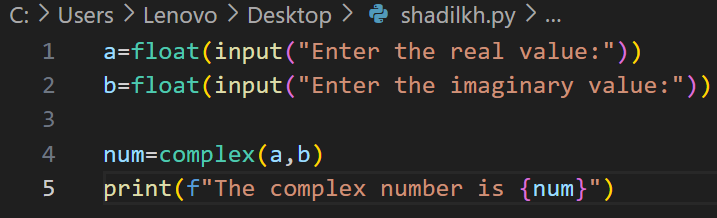 C: > Users > Lenovo > Desktop > shadilkh.py > ...
1 a=float(input("Enter the real value:"))
2 b=float(input("Enter the imaginary value:"))
3
4 num=complex(a,b)
5 print(f"The complex number is {num}")